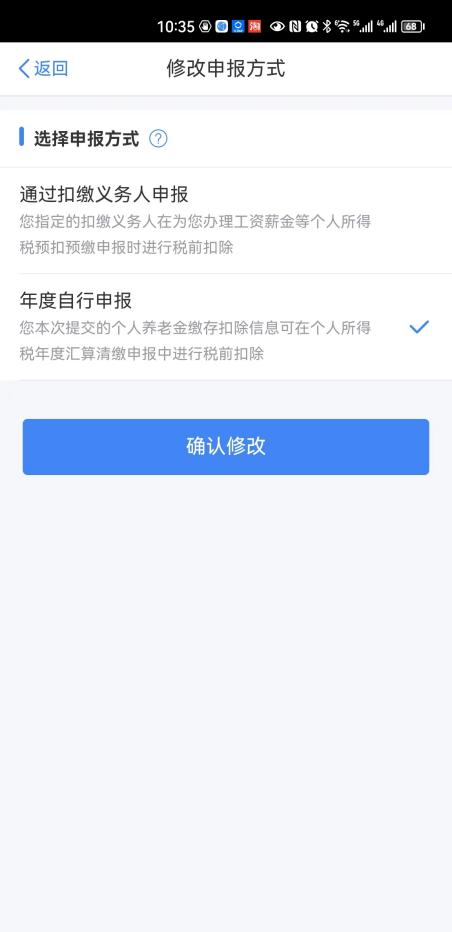 10:35
5G
4G
68
返回
修改申报方式
选择申报方式 ?
通过扣缴义务人申报
您指定的扣缴义务人在为您办理工资薪金等个人所得
税预扣预缴申报时进行税前扣除
年度自行申报
您本次提交的个人养老金缴存扣除信息可在个人所得
税年度汇算清缴申报中进行税前扣除
确认修改